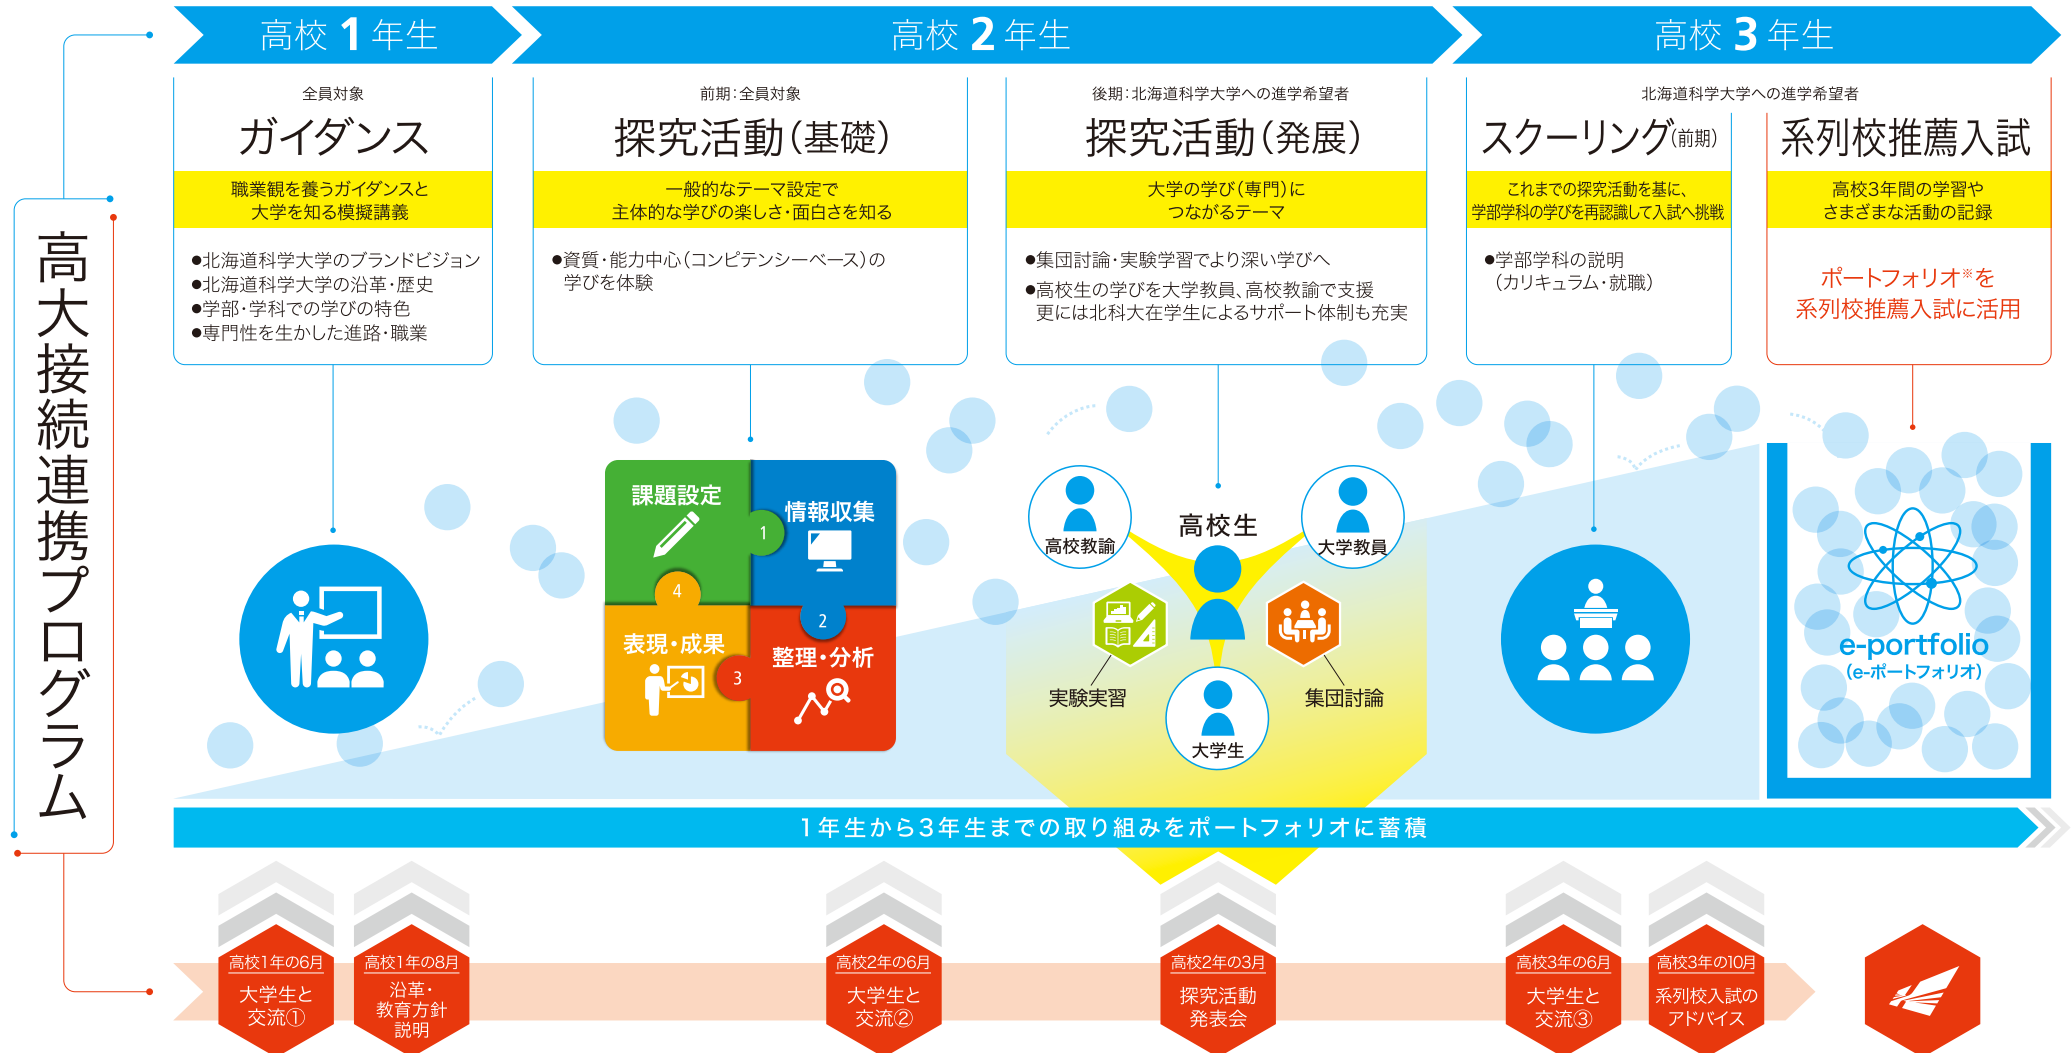 高大接続連携プログラム
高校1年生
高校2年生
高校3年生
全員対象
ガイダンス
職業観を養うガイダンスと
大学を知る模擬講義
●北海道科学大学のブランドビジョン
●北海道科学大学の沿革・歴史
●学部・学科での学びの特色
●専門性を生かした進路・職業
前期：全員対象
探究活動（基礎）
一般的なテーマ設定で
主体的な学びの楽しさ・面白さを知る
●資質・能力中心（コンピテンシーベース）の
学びを体験
後期：北海道科学大学への進学希望者
探究活動（発展）
大学の学び（専門）に
つながるテーマ
●集団討論・実験学習でより深い学びへ
●高校生の学びを大学教員、高校教諭で支援
更には北科大在学生によるサポート体制も充実
北海道科学大学への進学希望者
スクーリング（前期）
これまでの探究活動を基に、
学部学科の学びを再認識して入試へ挑戦
●学部学科の説明
（カリキュラム・就職）
系列校推薦入試
高校3年間の学習や
さまざまな活動の記録
ポートフォリオ※を
系列校推薦入試に活用
課題設定
1
情報収集
2
整理・分析
3
表現・成果
4
高校教諭
高校生
大学教員
実験実習
集団討論
大学生
e-portfolio
（e-ポートフォリオ）
1年生から3年生までの取り組みをポートフォリオに蓄積
高校1年の6月
大学生と
交流①
高校1年の8月
沿革・
教育方針
説明
高校2年の6月
大学生と
交流②
高校2年の3月
探究活動
発表会
高校3年の6月
大学生と
交流③
高校3年の10月
系列校入試の
アドバイス